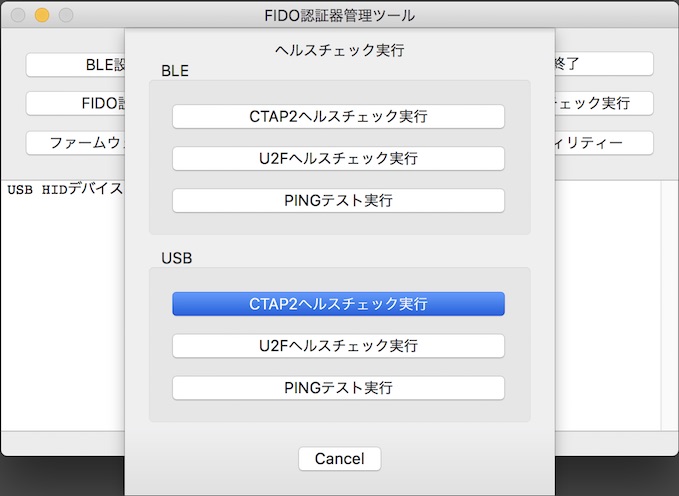 FIDO認証器管理ツール
ヘルスチェック実行
BLE
BLE設
終了
CTAP2ヘルスチェック実行
FIDO
ェック実行
U2Fヘルスチェック実行
ファームウ
ィリティー
PINGテスト実行
USB HIDデバイス
USB
CTAP2ヘルスチェック実行
U2Fヘルスチェック実行
PINGテスト実行
Cancel